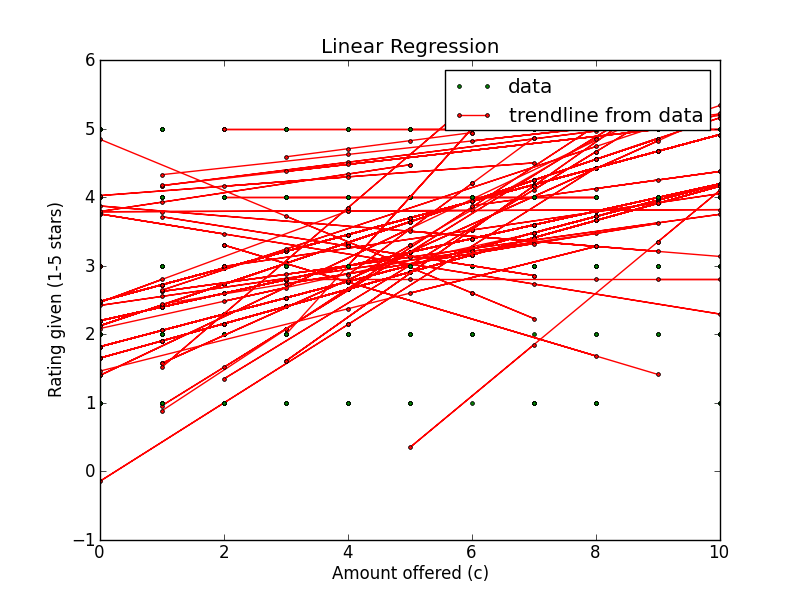 Linear Regression
data
trendline from data
6
5
4
3
2
1
0
−1
Rating given (1-5 stars)
0 2 4 6 8 10
Amount offered (c)